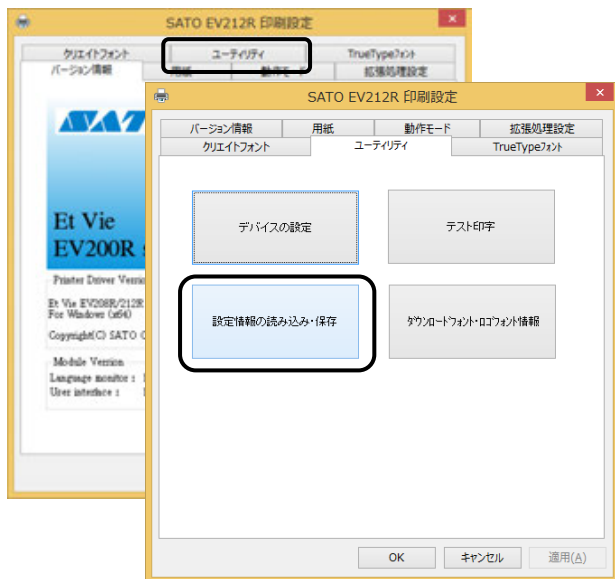 SATO EV212R 印刷設定
クリエイトフォント ユーティリティ TrueTypeフォント
バージョン情報 用紙 拡張処理設定
Et Vie
EV200R
Printer Driver
Et Vie EV208R/212R
For Windows (x64)
Copyright(C) SATO
Module Version
Language monitor :
User interface :
SATO EV212R 印刷設定
バージョン情報 用紙 動作モード 拡張処理設定
クリエイトフォント ユーティリティ TrueTypeフォント
デバイスの設定 テスト印字
設定情報の読み込み・保存 ダウンロードフォント・ロゴフォント情報
OK キャンセル 適用(A)